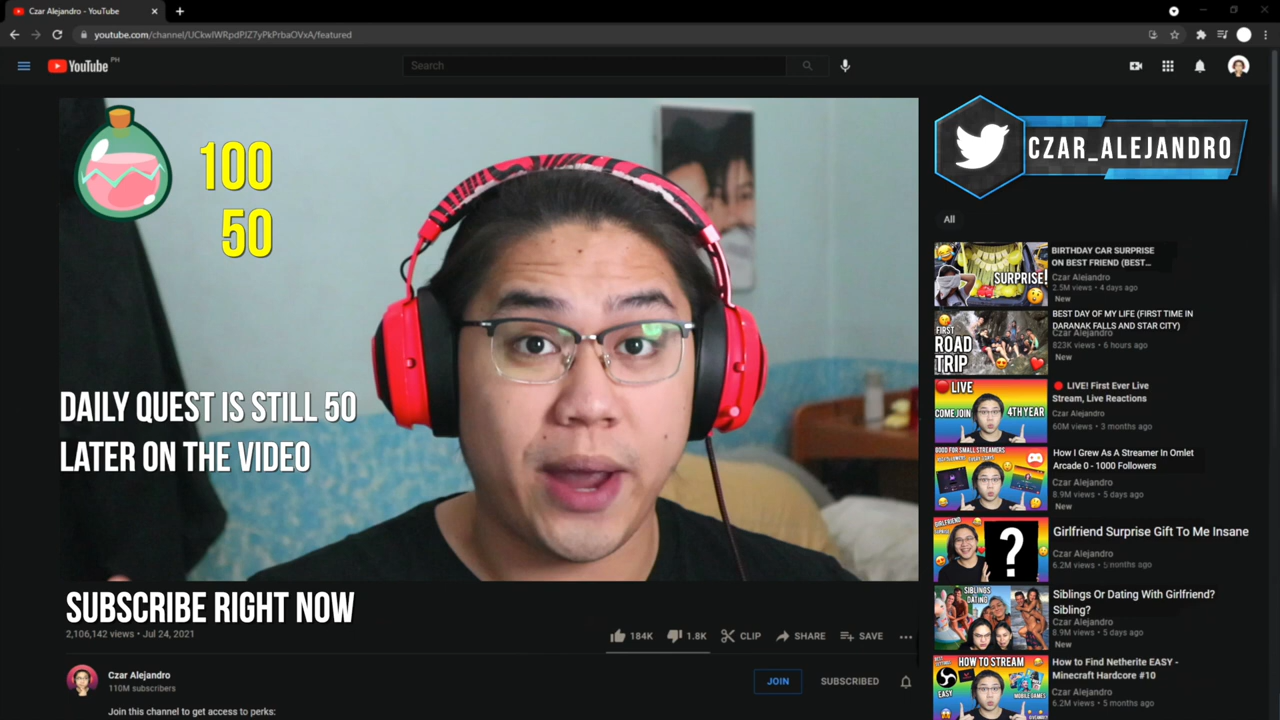 Czar Alejandro - YouTube
youtube.com/channel/UCkwIWRpdPJZ7yPkPrbaOVxA/featured
YouTube PH
Search
100
50
DAILY QUEST IS STILL 50
LATER ON THE VIDEO
SUBSCRIBE RIGHT NOW
2,106,142 views • Jul 24, 2021
184K
1.8K
CLIP
SHARE
SAVE
Czar Alejandro
110M subscribers
JOIN
SUBSCRIBED
Join this channel to get access to perks:
CZAR_ALEJANDRO
All
SURPRISE!
BIRTHDAY CAR SURPRISE
ON BEST FRIEND (BEST...
Czar Alejandro
2.5M views • 4 days ago
New
FIRST
ROAD
TRIP
BEST DAY OF MY LIFE (FIRST TIME IN
DARANAK FALLS AND STAR CITY)
Czar Alejandro
823K views • 6 hours ago
New
LIVE
COME JOIN
4TH YEAR
LIVE! First Ever Live
Stream, Live Reactions
Czar Alejandro
60M views • 3 months ago
GOOD FOR SMALL STREAMERS
How I Grew As A Streamer In Omlet
Arcade 0 - 1000 Followers
Czar Alejandro
8.9M views • 5 days ago
New
GIRLFRIEND
?
Girlfriend Surprise Gift To Me Insane
Czar Alejandro
6.2M views • 5 months ago
SIBLINGS
DATING
Siblings Or Dating With Girlfriend?
Sibling?
Czar Alejandro
8.9M views • 5 days ago
New
HOW TO STREAM
EASY
MOBILE GAMES
How to Find Netherite EASY -
Minecraft Hardcore #10
Czar Alejandro
6.2M views • 5 months ago